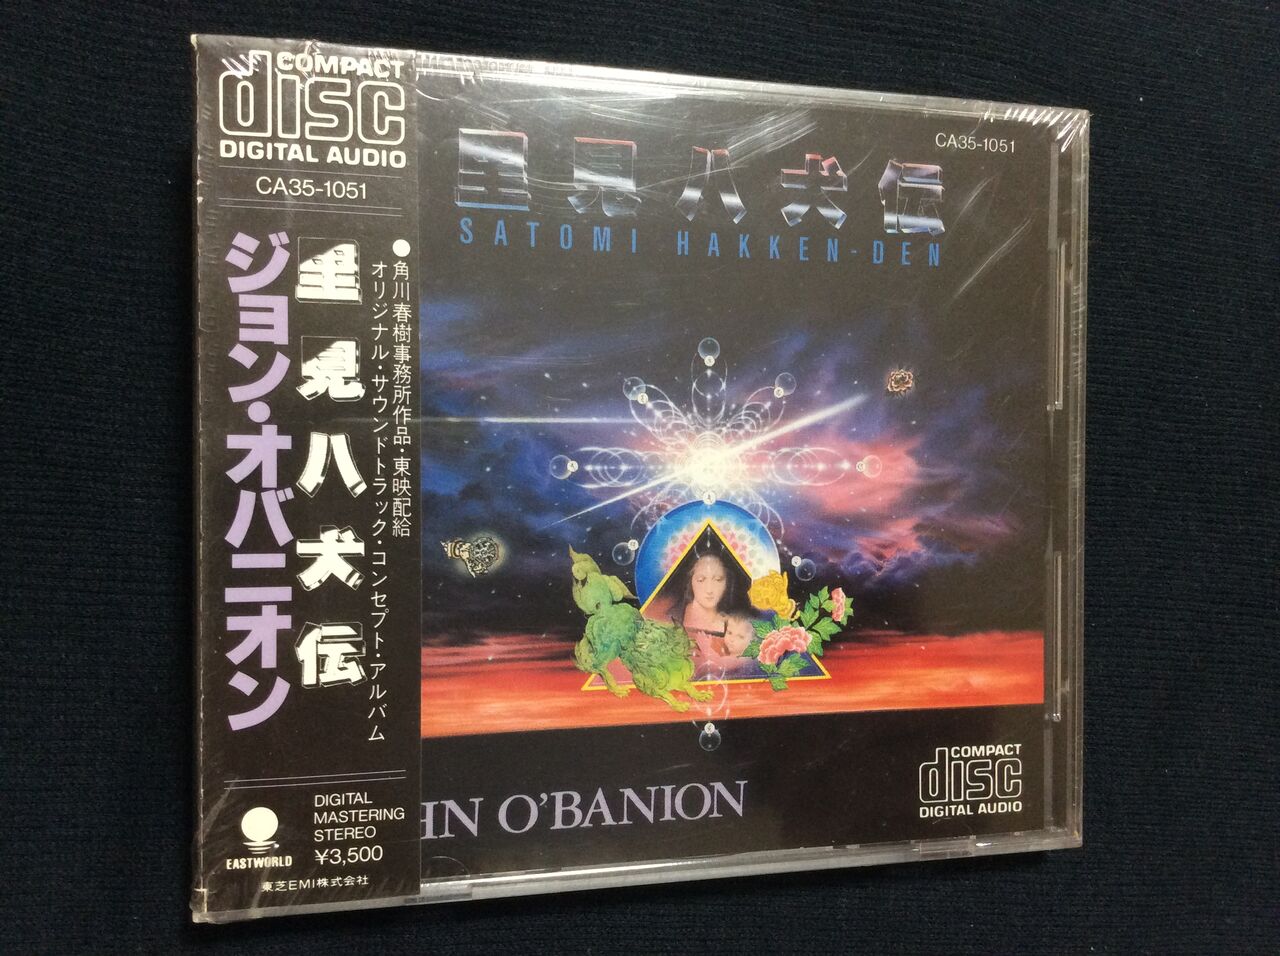 COMPACT
disc
DIGITAL AUDIO
CA35-1051
●角川春樹事務所作品・東映配給
オリジナル・サウンドトラック・コンセプト・アルバム
里見八犬伝
ジョン・オバニオン
EASTWORLD
DIGITAL
MASTERING
STEREO
¥3,500
東芝EMI株式会社
CA35-1051
里見八犬伝
SATOMI HAKKEN-DEN
HN O'BANION
COMPACT
disc
DIGITAL AUDIO